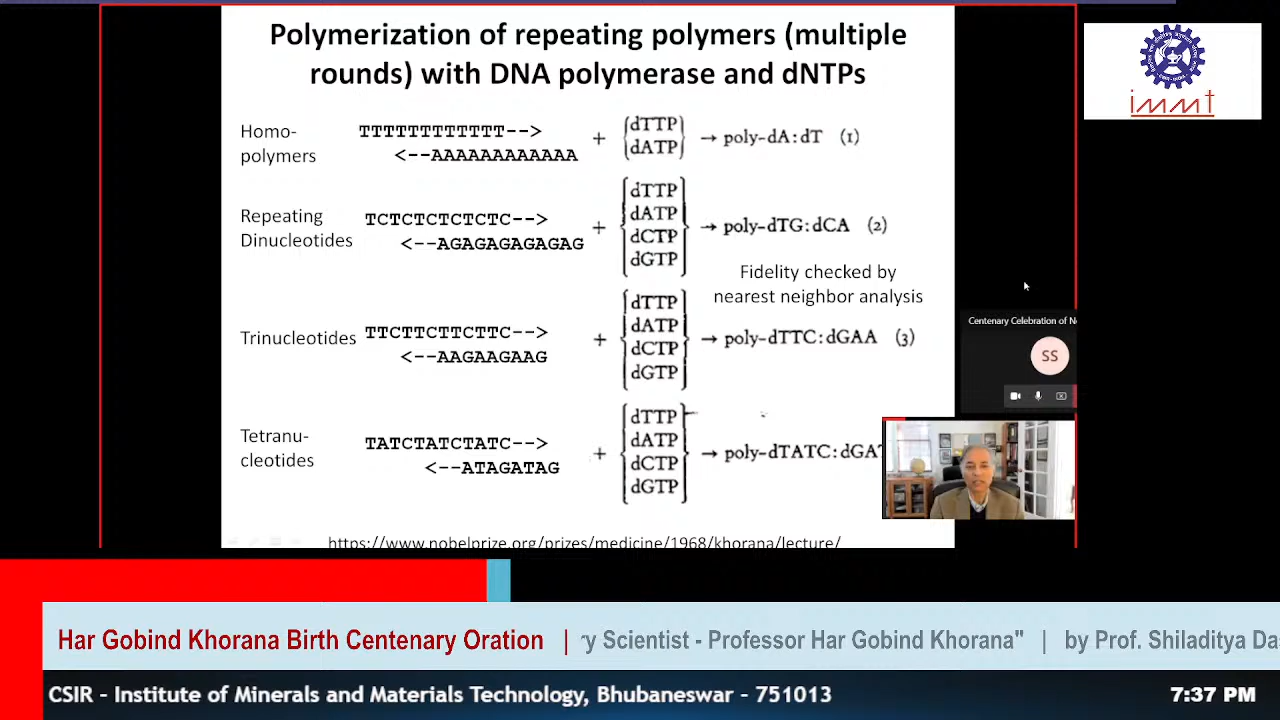 Polymerization of repeating polymers (multiple
rounds) with DNA polymerase and dNTPs
Homo-
polymers
TTTTTTTTTTTT-->
<--AAAAAAAAAAAA
+
dTTP
dATP
→ poly-dA:dT (1)
Repeating
Dinucleotides
TCTCTCTCTCTC-->
<--AGAGAGAGAGAG
+
dTTP
dATP
dCTP
dGTP
→ poly-dTG:dCA (2)
Fidelity checked by
nearest neighbor analysis
Trinucleotides
TTCTTCTTCTTC-->
<--AAGAAGAAG
+
dTTP
dATP
dCTP
dGTP
→ poly-dTTC:dGAA (3)
Tetranu-
cleotides
TATCTATCTATC-->
<--ATAGATAG
+
dTTP
dATP
dCTP
dGTP
→ poly-dTATC:dGAT
https://www.nobelprize.org/prizes/medicine/1968/khorana/lecture/
immt
Centenary Celebration of N
SS
Har Gobind Khorana Birth Centenary Oration | ry Scientist - Professor Har Gobind Khorana" | by Prof. Shiladitya Da
CSIR - Institute of Minerals and Materials Technology, Bhubaneswar - 751013
7:37 PM